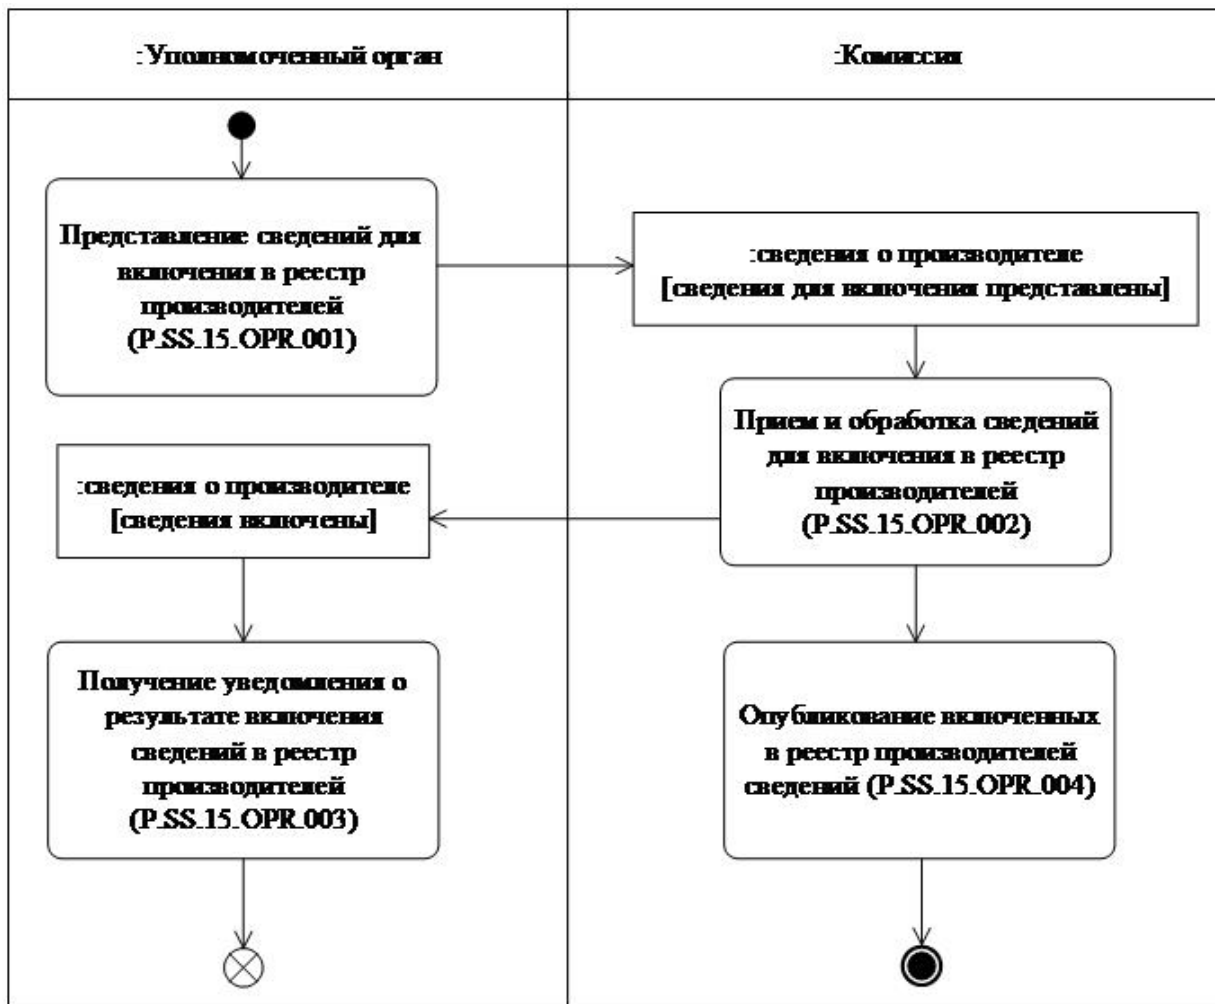 :Уполномоченный орган
:Комиссия
Представление сведений для
включения в реестр
производителей
(P.SS.15.OPR.001)
:сведения о производителе
[сведения для включения представлены]
Прием и обработка сведений
для включения в реестр
производителей
(P.SS.15.OPR.002)
:сведения о производителе
[сведения включены]
Получение уведомления о
результате включения
сведений в реестр
производителей
(P.SS.15.OPR.003)
Опубликование включенных
в реестр производителей
сведений (P.SS.15.OPR.004)